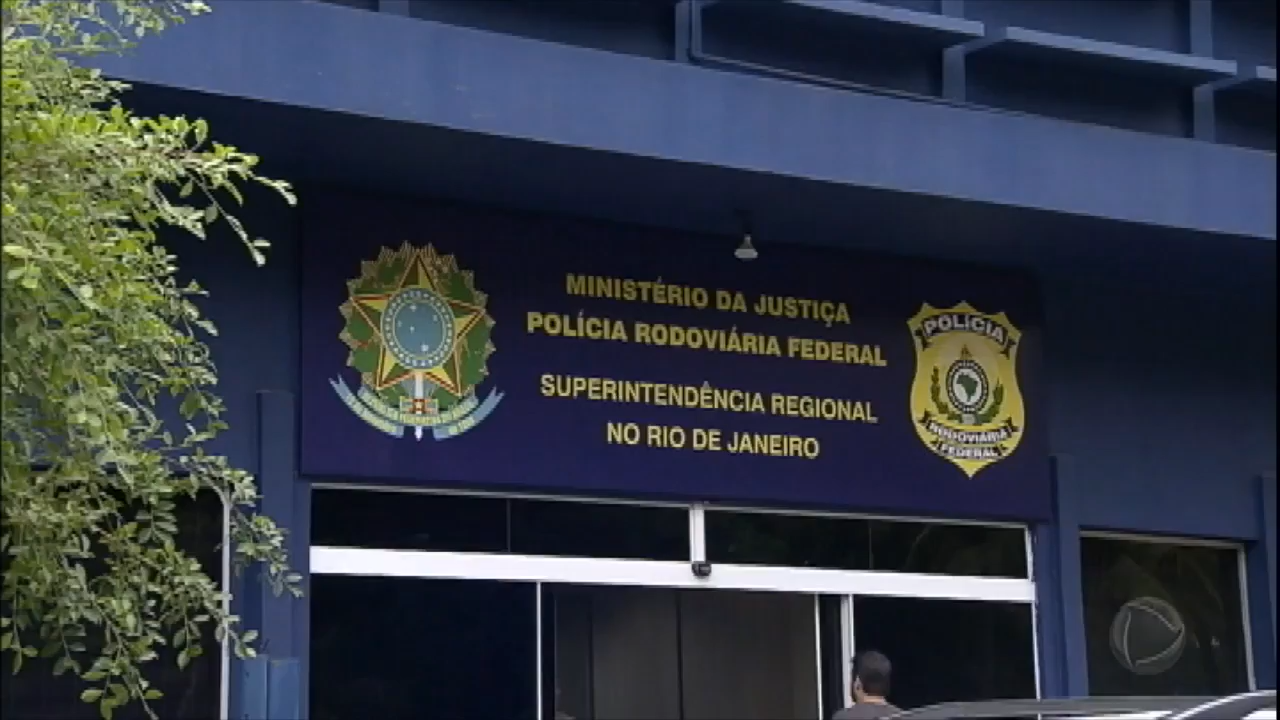 MINISTÉRIO DA JUSTIÇA
POLÍCIA RODOVIÁRIA FEDERAL
SUPERINTENDÊNCIA REGIONAL
NO RIO DE JANEIRO
POLÍCIA
RODOVIÁRIA
FEDERAL